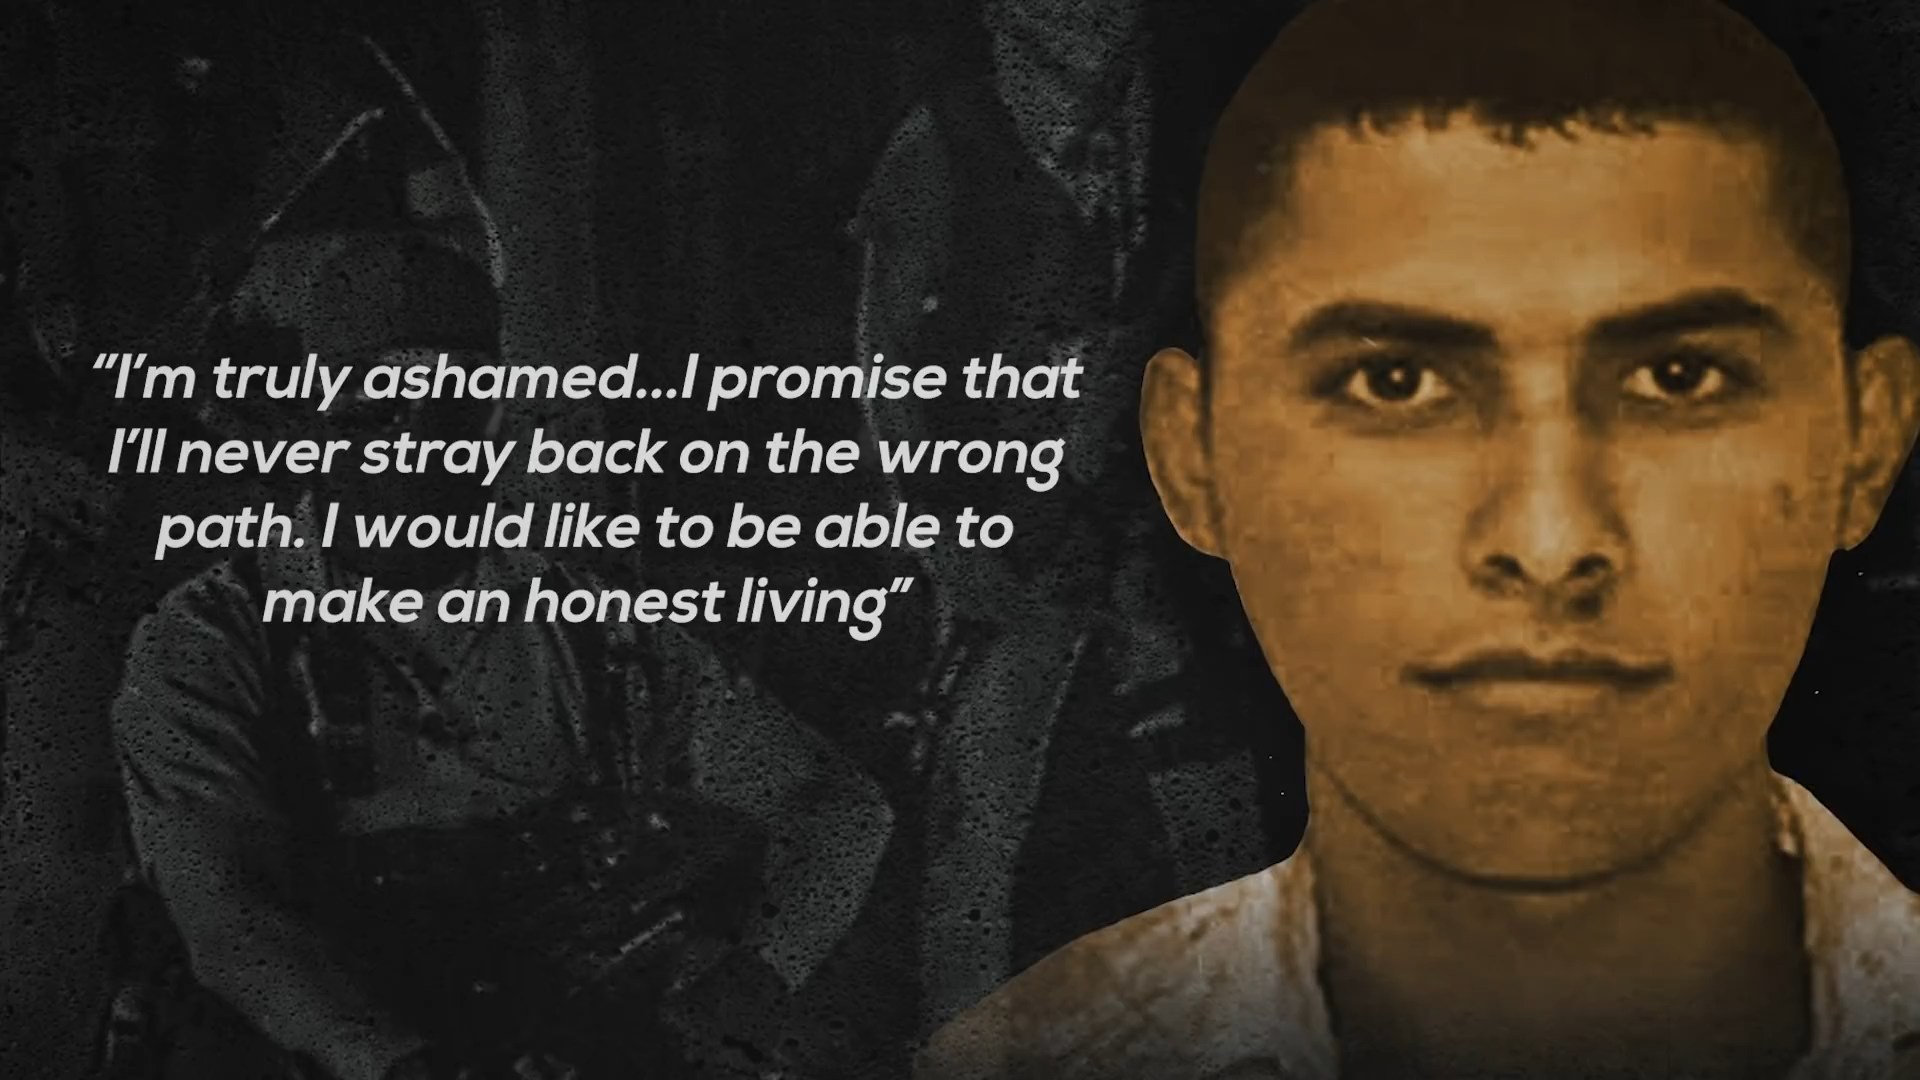 “I’m truly ashamed...I promise that
I’ll never stray back on the wrong
path. I would like to be able to
make an honest living”